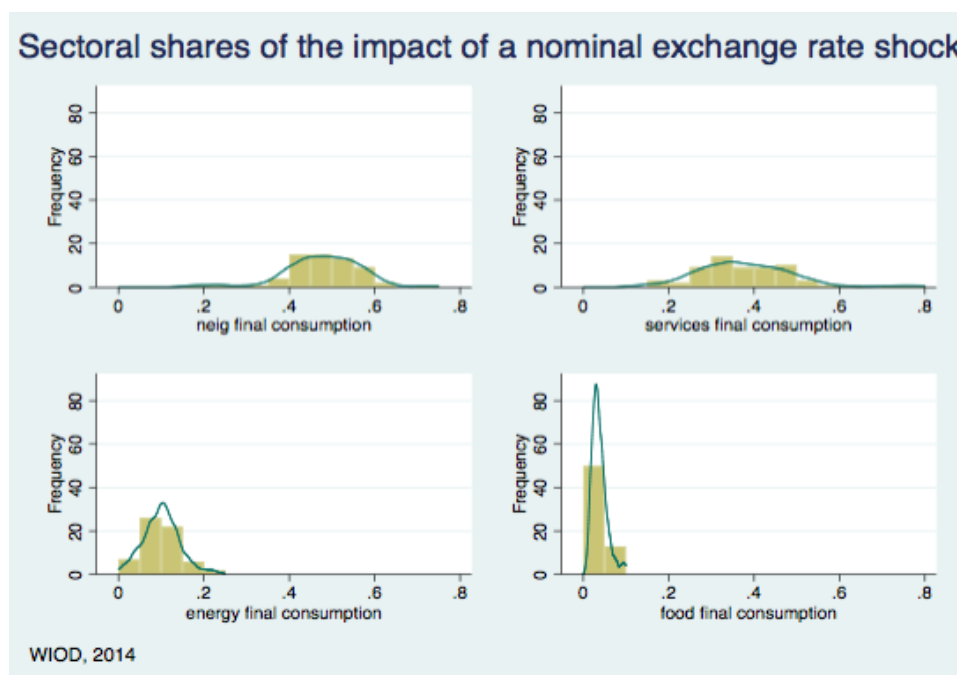 Sectoral shares of the impact of a nominal exchange rate shock
Frequency
80
60
40
20
0
0 .2 .4 .6 .8
neig final consumption
Frequency
80
60
40
20
0
0 .2 .4 .6 .8
services final consumption
Frequency
80
60
40
20
0
0 .2 .4 .6 .8
energy final consumption
Frequency
80
60
40
20
0
0 .2 .4 .6 .8
food final consumption
WIOD, 2014